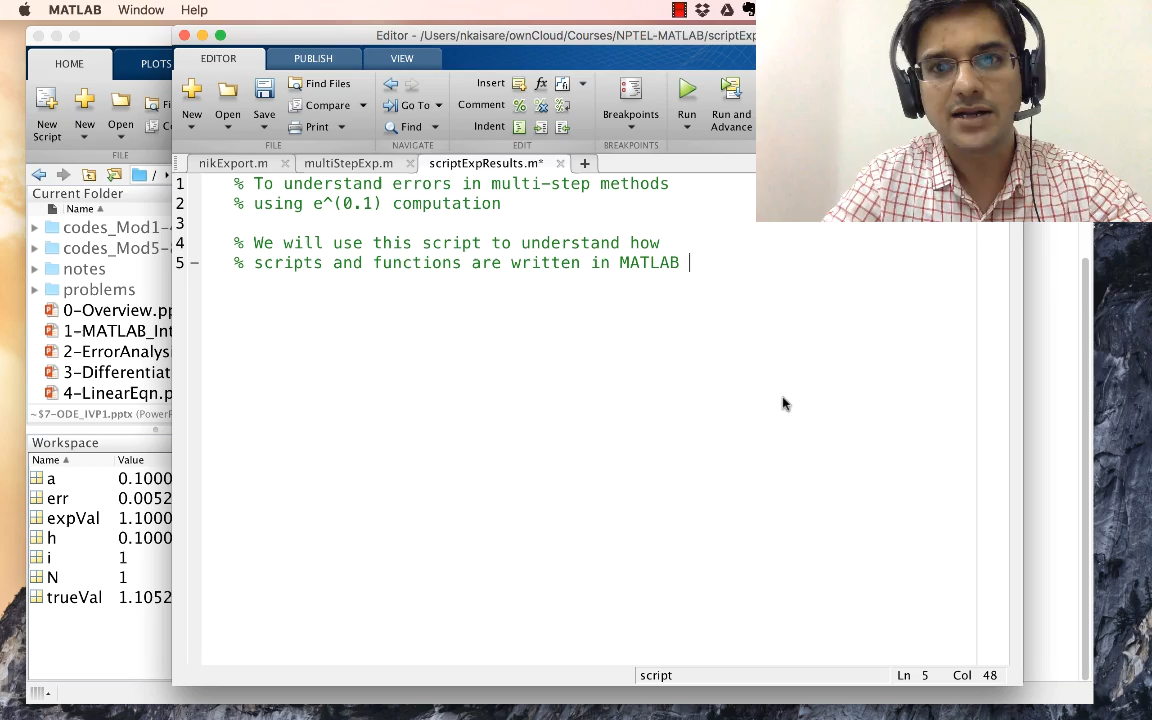 MATLAB Window Help
Editor - /Users/nkaisare/ownCloud/Courses/NPTEL-MATLAB/scriptExp
HOME PLOTS
EDITOR PUBLISH VIEW
New Script New Open
FILE
New Open Save
Find Files
Compare
Print
FILE
Go To
Find
NAVIGATE
Insert
Comment
Indent
EDIT
Breakpoints
BREAKPOINTS
Run
Run and Advance
nikExport.m multiStepExp.m scriptExpResults.m*
1 % To understand errors in multi-step methods
2 % using e^(0.1) computation
3
4 % We will use this script to understand how
5 % scripts and functions are written in MATLAB
Current Folder
Name
codes_Mod1-
codes_Mod5-
notes
problems
0-Overview.pp
1-MATLAB_Int
2-ErrorAnalysi
3-Differentiat
4-LinearEqn.p
~$7-ODE_IVP1.pptx (PowerP
Workspace
Name Value
a 0.1000
err 0.0052
expVal 1.1000
h 0.1000
i 1
N 1
trueVal 1.1052
script Ln 5 Col 48